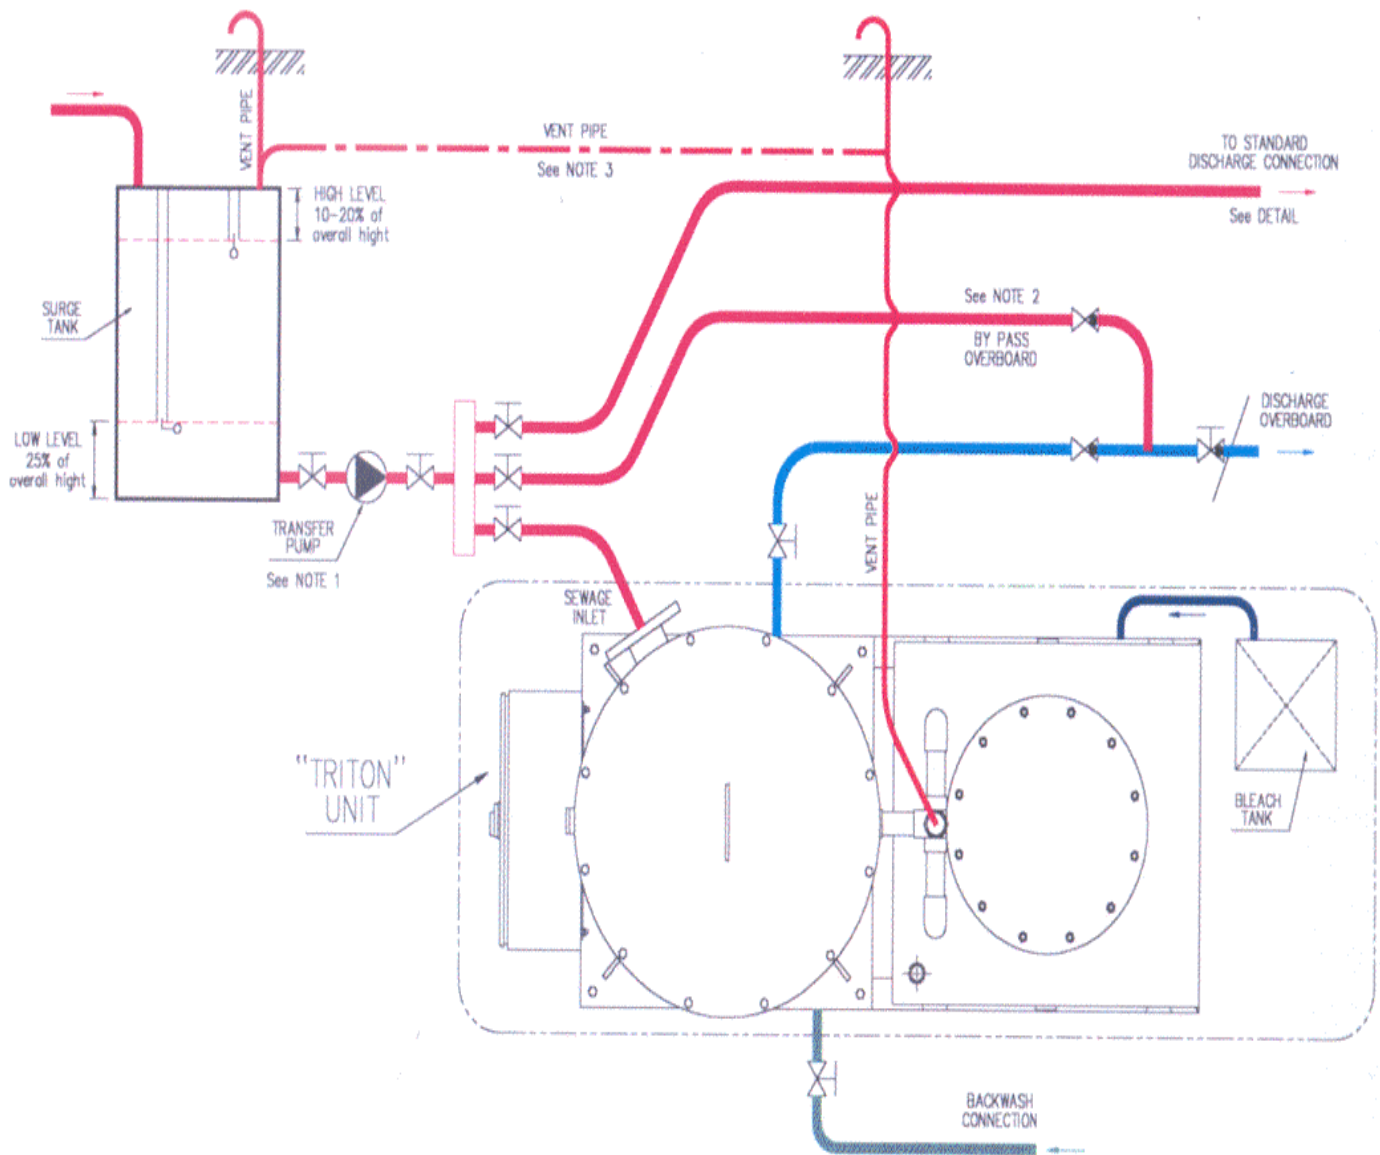 VENT PIPE
VENT PIPE
See NOTE 3
TO STANDARD
DISCHARGE CONNECTION
See DETAIL
HIGH LEVEL
10-20% of
overall hight
SURGE
TANK
See NOTE 2
BY PASS
OVERBOARD
DISCHARGE
OVERBOARD
LOW LEVEL
25% of
overall hight
TRANSFER
PUMP
See NOTE 1
VENT PIPE
SEWAGE
INLET
"TRITON"
UNIT
BLEACH
TANK
BACKWASH
CONNECTION